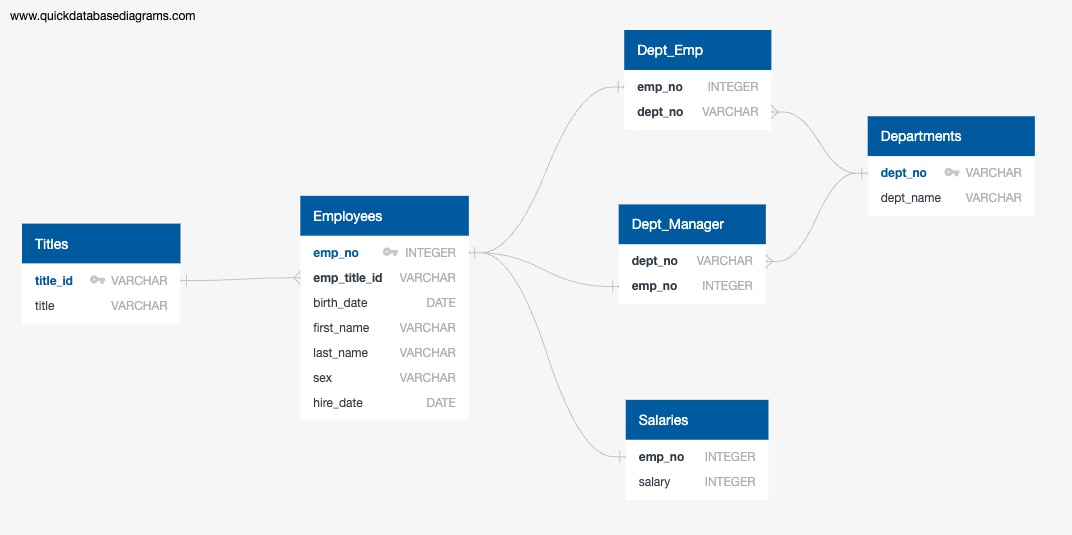 www.quickdatabasediagrams.com
Titles
title_id VARCHAR
title VARCHAR
Employees
emp_no INTEGER
emp_title_id VARCHAR
birth_date DATE
first_name VARCHAR
last_name VARCHAR
sex VARCHAR
hire_date DATE
Dept_Emp
emp_no INTEGER
dept_no VARCHAR
Dept_Manager
dept_no VARCHAR
emp_no INTEGER
Salaries
emp_no INTEGER
salary INTEGER
Departments
dept_no VARCHAR
dept_name VARCHAR